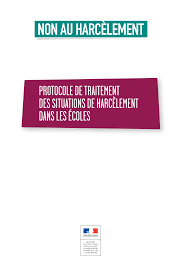 NON AU HARCÈLEMENT
PROTOCOLE DE TRAITEMENT
DES SITUATIONS DE HARCÈLEMENT
DANS LES ÉCOLES